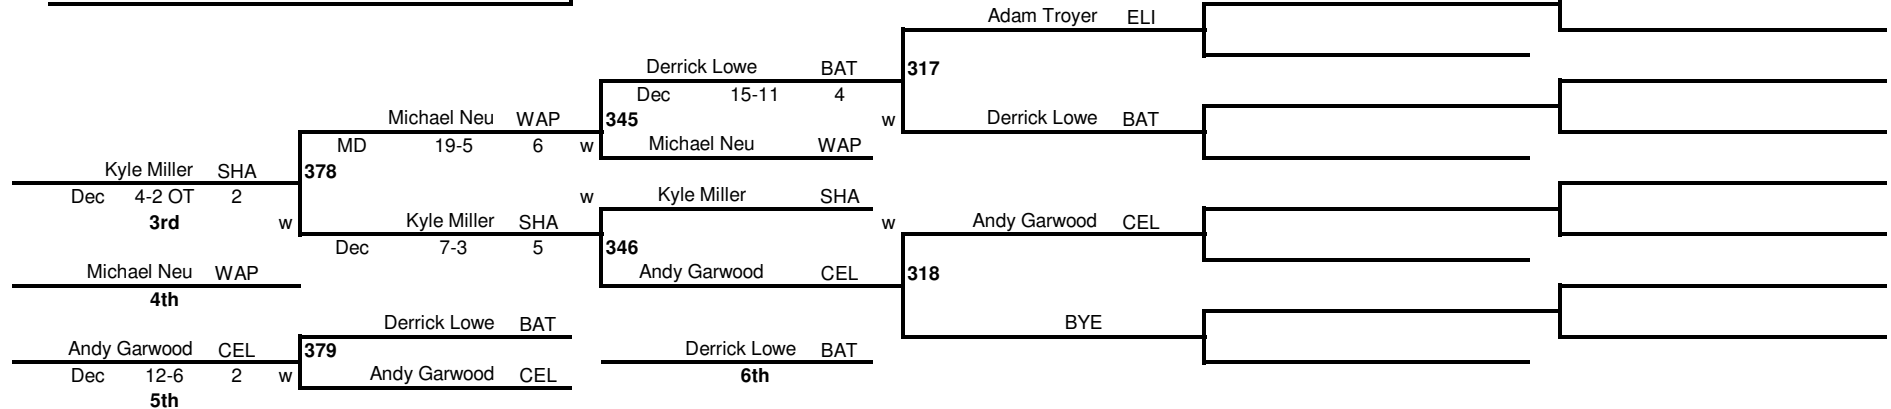 Adam Troyer ELI
Derrick Lowe BAT 317
Dec 15-11 4
Michael Neu WAP 345 w Derrick Lowe BAT
MD 19-5 6 w Michael Neu WAP
Kyle Miller SHA 378
Dec 4-2 OT 2 w Kyle Miller SHA
3rd w Kyle Miller SHA w Andy Garwood CEL
Dec 7-3 5 346
Michael Neu WAP Andy Garwood CEL 318
4th
Derrick Lowe BAT BYE
Andy Garwood CEL 379 Derrick Lowe BAT
Dec 12-6 2 w Andy Garwood CEL 6th
5th